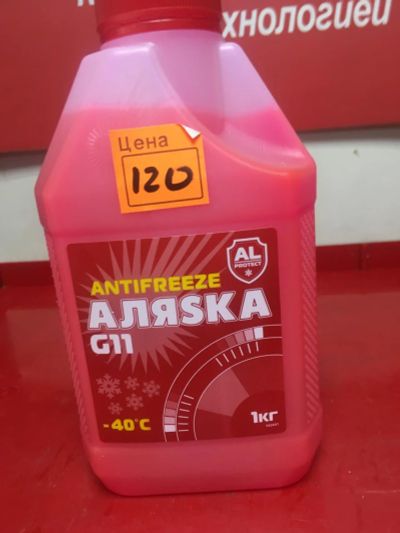 хнологией
Цена
120
AL
PROTECT
ANTIFREEZE
АЛЯSKA
G11
-40°C
1кг